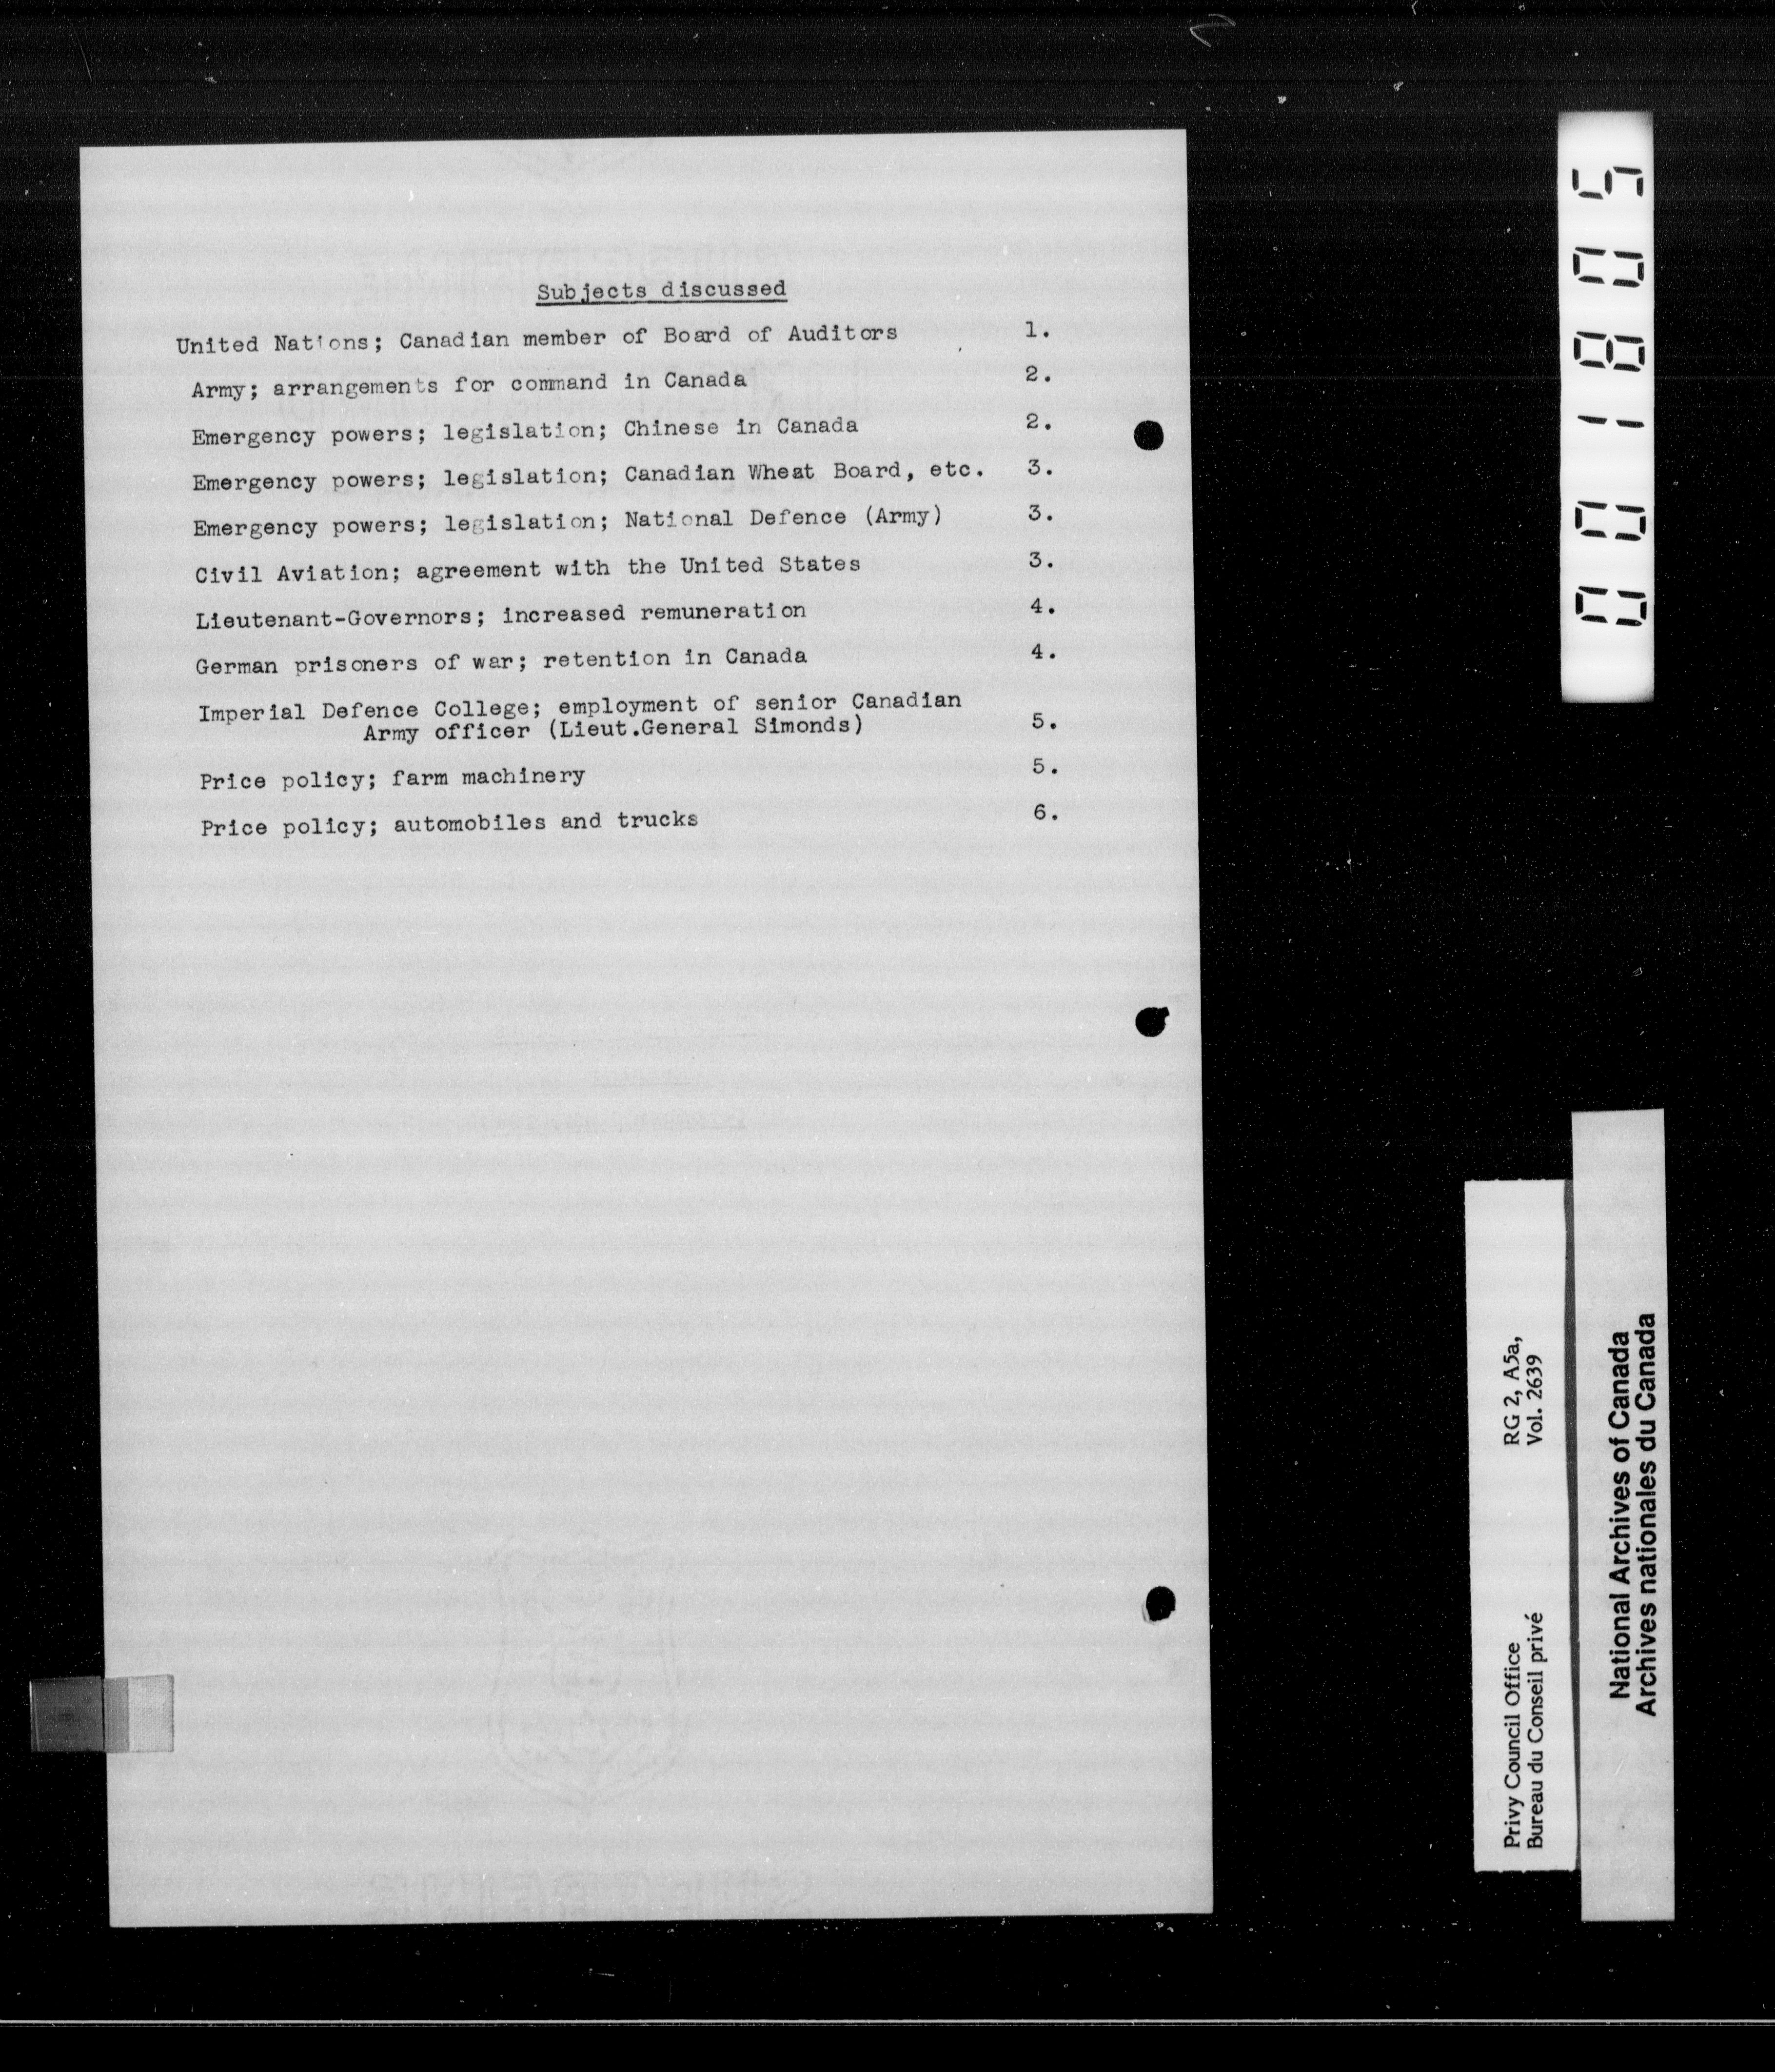 Subjects discussed
United Nations; Canadian member of Board of Auditors 1.
Army; arrangements for command in Canada 2.
Emergency powers; legislation; Chinese in Canada 2.
Emergency powers; legislation; Canadian Wheat Board, etc. 3.
Emergency powers; legislation; National Defence (Army) 3.
Civil Aviation; agreement with the United States 3.
Lieutenant-Governors; increased remuneration 4.
German prisoners of war; retention in Canada 4.
Imperial Defence College; employment of senior Canadian
Army officer (Lieut.General Simonds) 5.
Price policy; farm machinery 5.
Price policy; automobiles and trucks 6.
001805
Privy Council Office RG 2, A5a,
Bureau du Conseil privé Vol. 2639
National Archives of Canada
Archives nationales du Canada